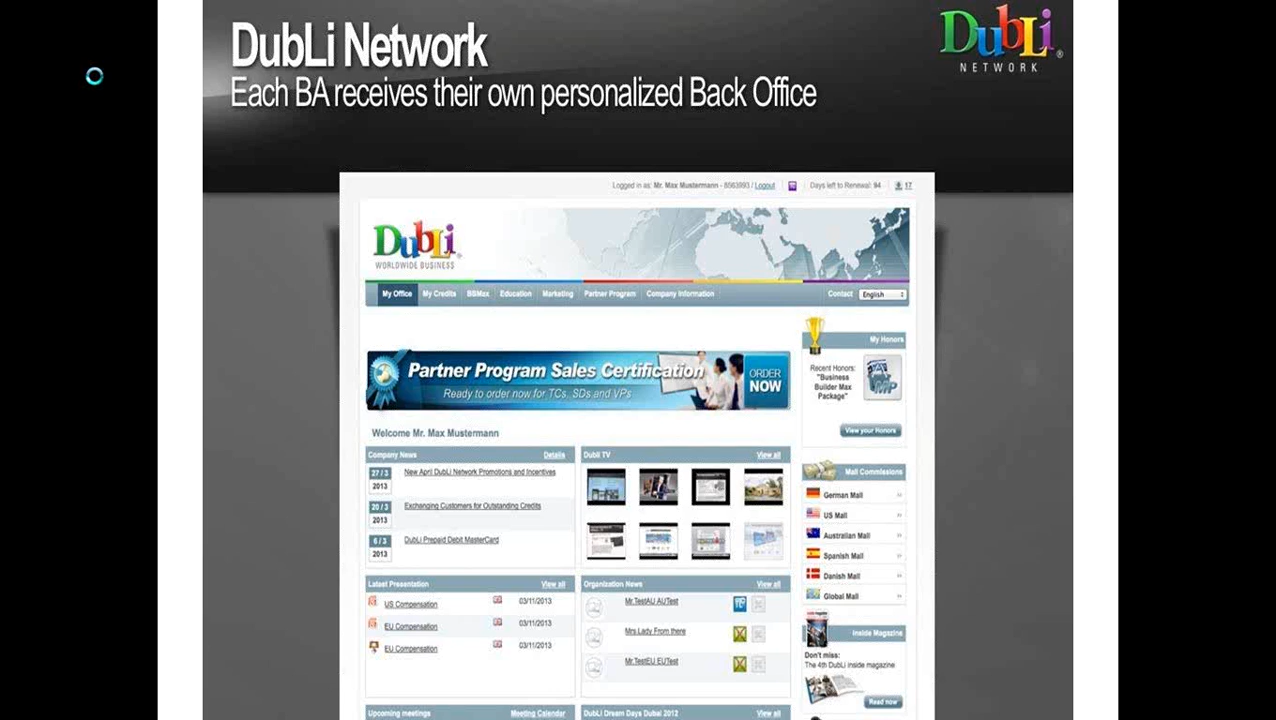 DubLi Network
Each BA receives their own personalized Back Office
DubLi
NETWORK
Logged in as: Mr. Max Mustermann - 8563993 / Logout
Days left to Renewal: 94
17
DubLi
WORLDWIDE BUSINESS
My Office My Credits BBMax Education Marketing Partner Program Company Information Contact English
Partner Program Sales Certification
Ready to order now for TCs, SDs and VPs
ORDER
NOW
My Honors
Recent Honors:
"Business
Builder Max
Package"
View your Honors
Welcome Mr. Max Mustermann
Company News Details
27 / 3
2013
New April DubLi Network Promotions and Incentives
20 / 3
2013
Exchanging Customers for Outstanding Credits
6 / 3
2013
DubLi Prepaid Debit MasterCard
Dubli TV View all
Mall Commissions
German Mall
US Mall
Australian Mall
Spanish Mall
Danish Mall
Global Mall
Latest Presentation View all
US Compensation 03/11/2013
EU Compensation 03/11/2013
EU Compensation 03/11/2013
Organization News View all
Mr.TestAU AUTest
Mrs.Lady From there
Mr.TestEU EUTest
Inside Magazine
Don't miss:
The 4th DubLi inside magazine
Read now
Upcoming meetings Meeting Calendar
DubLi Dream Days Dubai 2012 View all